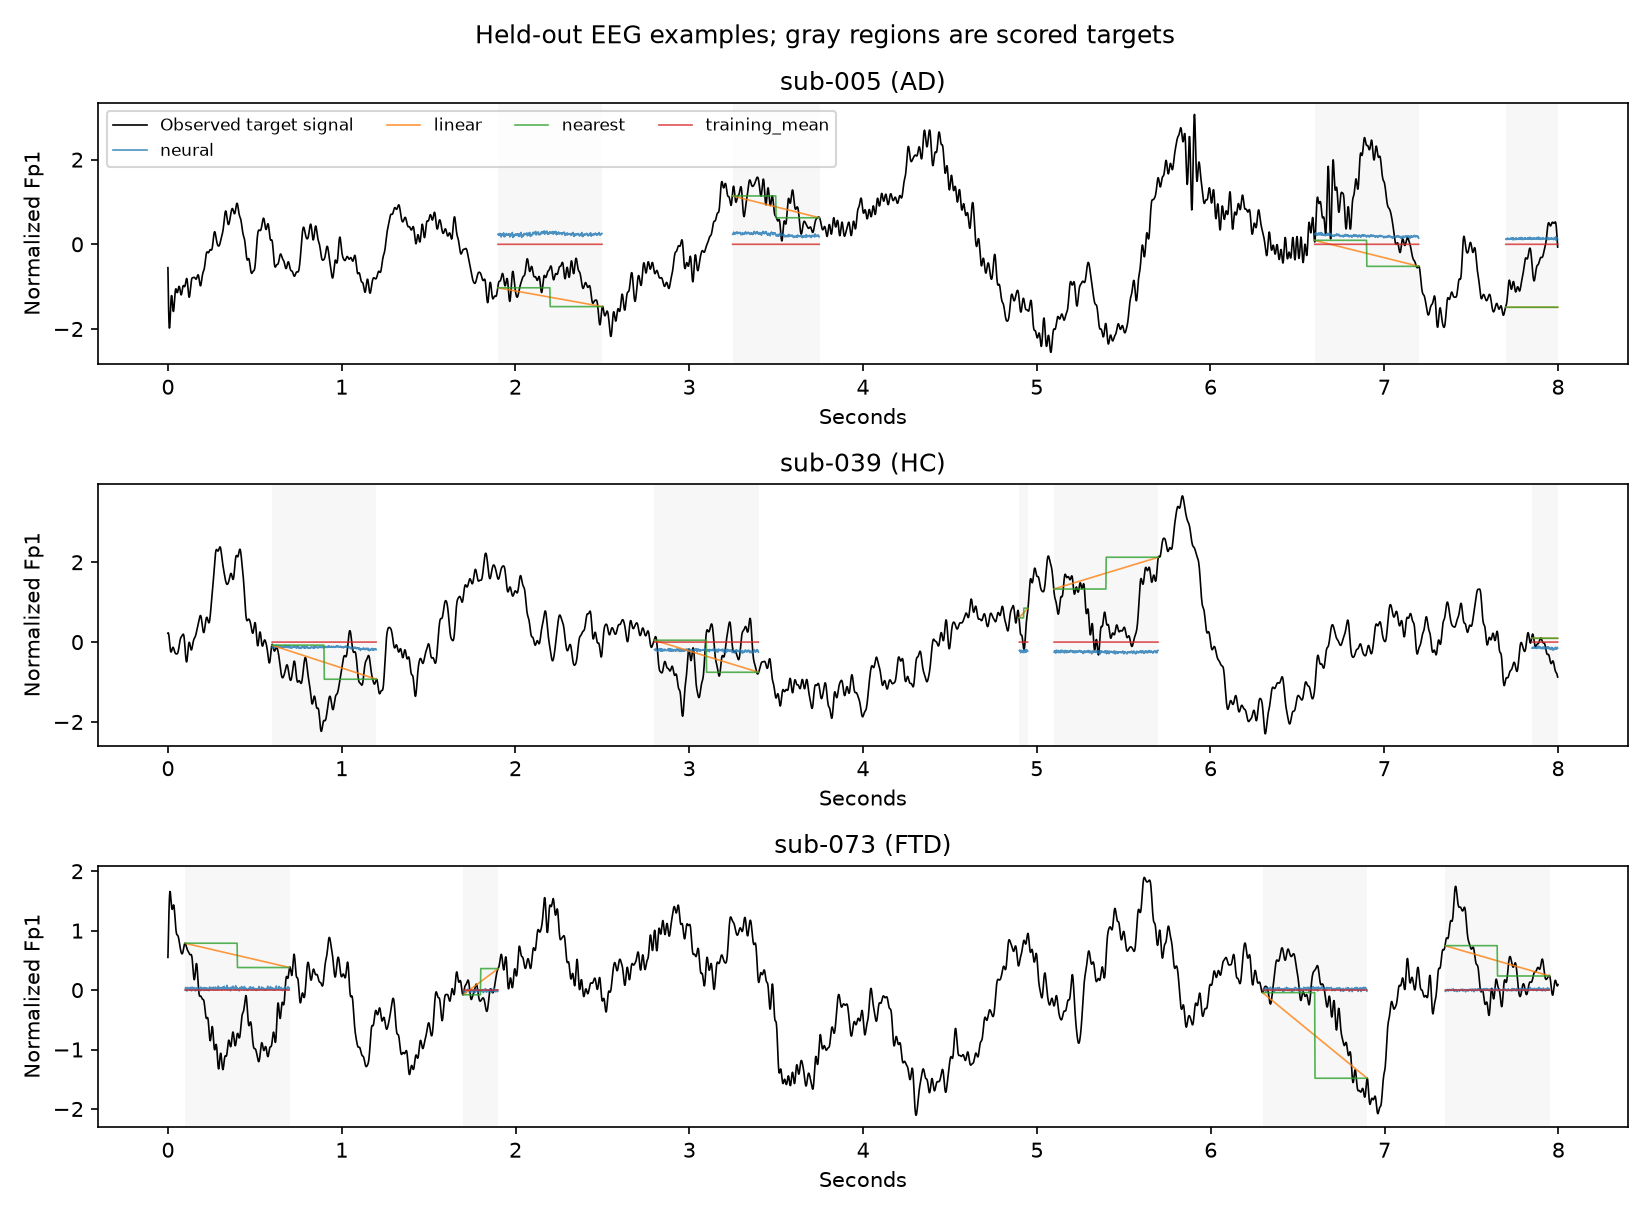 Held-out EEG examples; gray regions are scored targets
sub-005 (AD)
Observed target signal
neural
linear
nearest
training_mean
Normalized Fp1
2
0
−2
0 1 2 3 4 5 6 7 8
Seconds
sub-039 (HC)
Normalized Fp1
2
0
−2
0 1 2 3 4 5 6 7 8
Seconds
sub-073 (FTD)
Normalized Fp1
2
1
0
−1
−2
0 1 2 3 4 5 6 7 8
Seconds